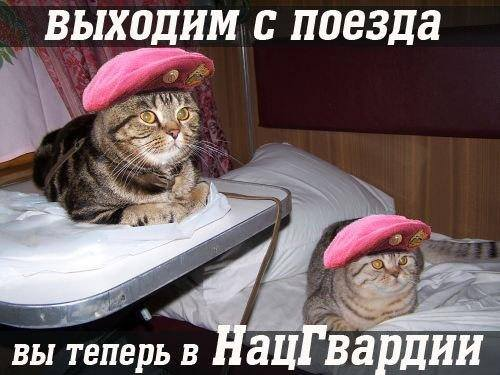 выходим с поезда
вы теперь в НацГвардии